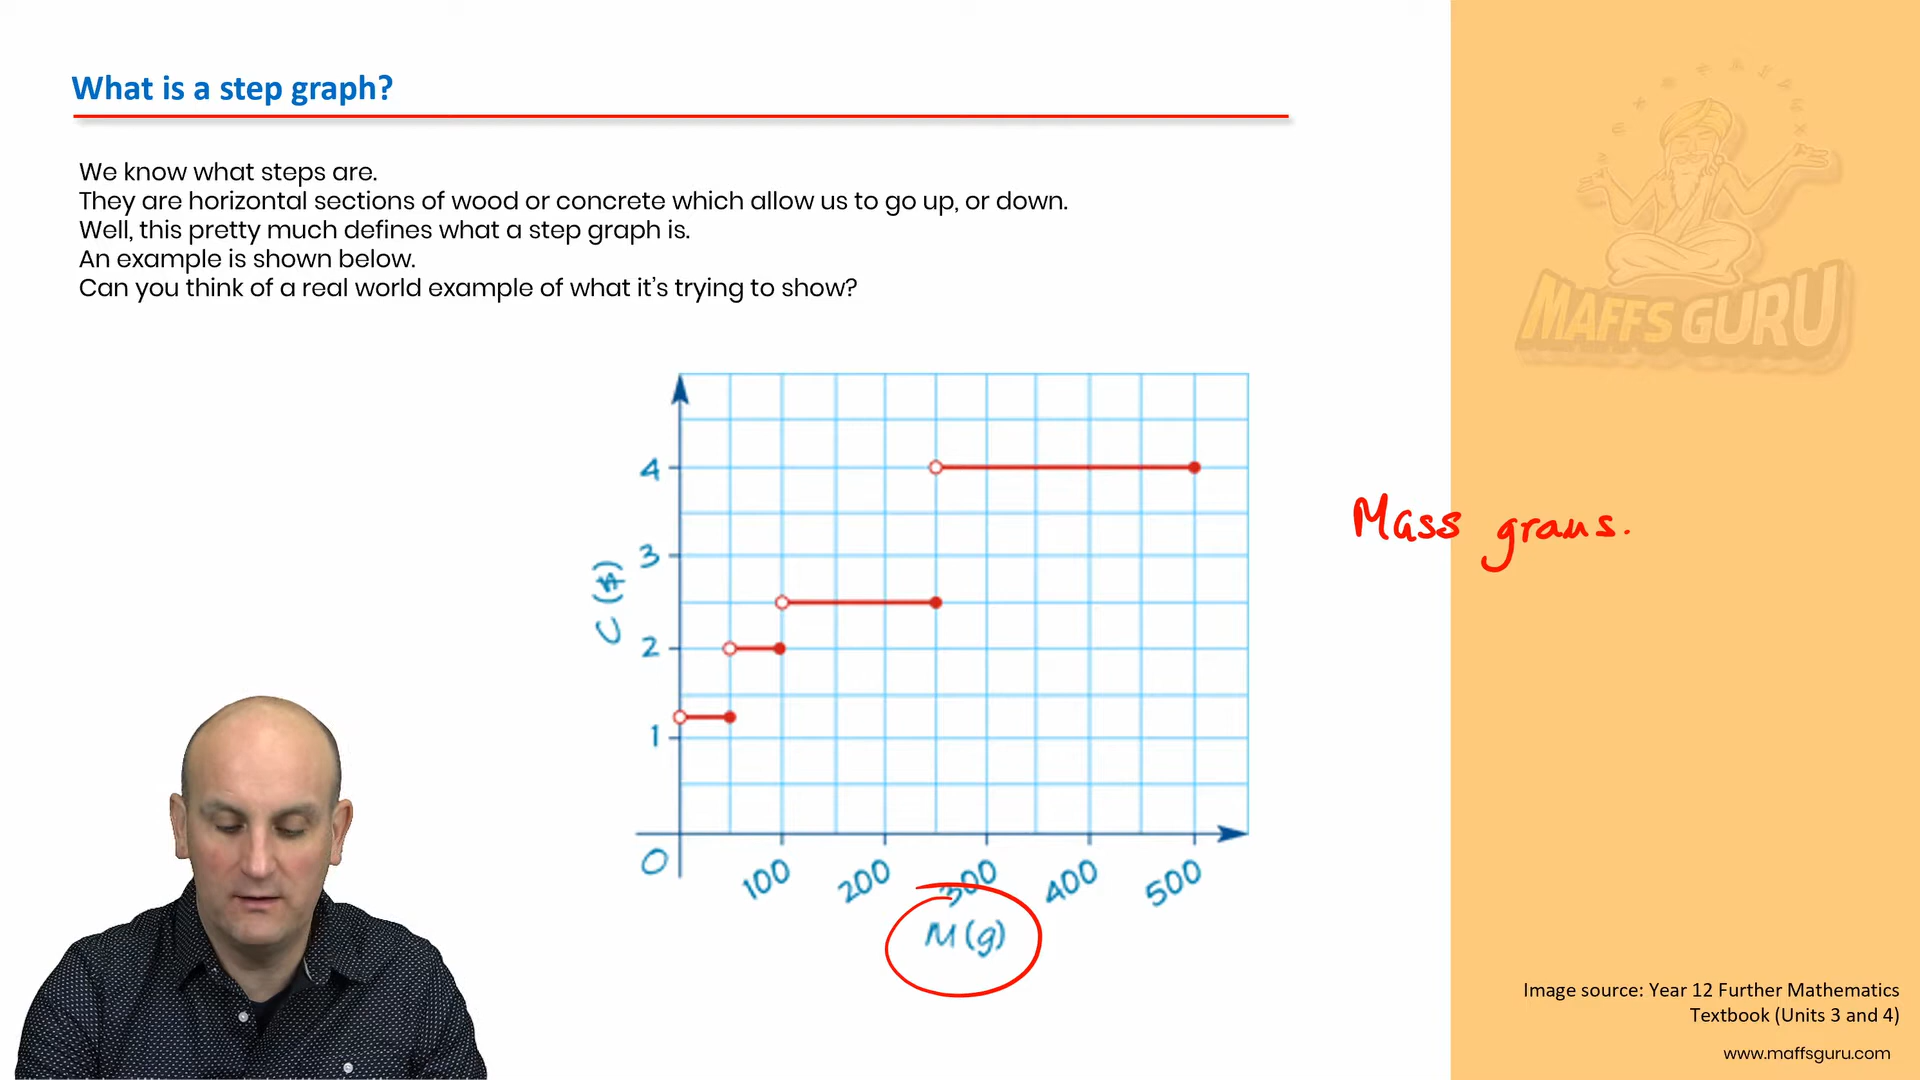 What is a step graph?
We know what steps are.
They are horizontal sections of wood or concrete which allow us to go up, or down.
Well, this pretty much defines what a step graph is.
An example is shown below.
Can you think of a real world example of what it's trying to show?
MAFFS GURU
4
3
2
1
C ($)
0
100 200 300 400 500
M (g)
Mass grams.
Image source: Year 12 Further Mathematics
Textbook (Units 3 and 4)
www.maffsguru.com